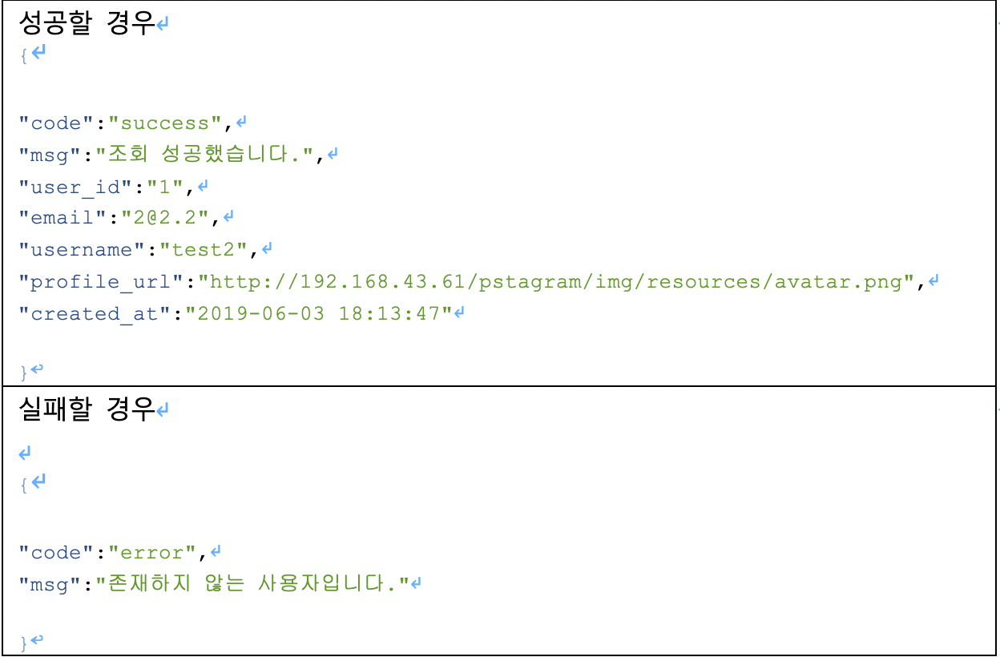 성공할 경우
{
"code":"success",
"msg":"조회 성공했습니다.",
"user_id":"1",
"email":"2@2.2",
"username":"test2",
"profile_url":"http://192.168.43.61/pstagram/img/resources/avatar.png",
"created_at":"2019-06-03 18:13:47"
}
실패할 경우
{
"code":"error",
"msg":"존재하지 않는 사용자입니다."
}